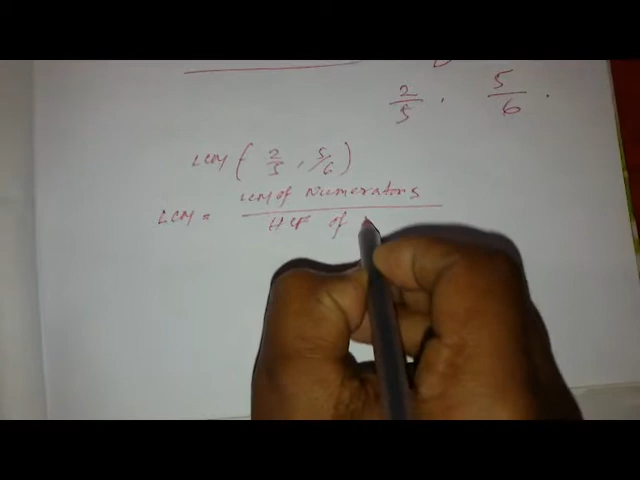 2/5 , 5/6 .
LCM ( 2/5 , 5/6 )
LCM = LCM of Numerators / HCF of